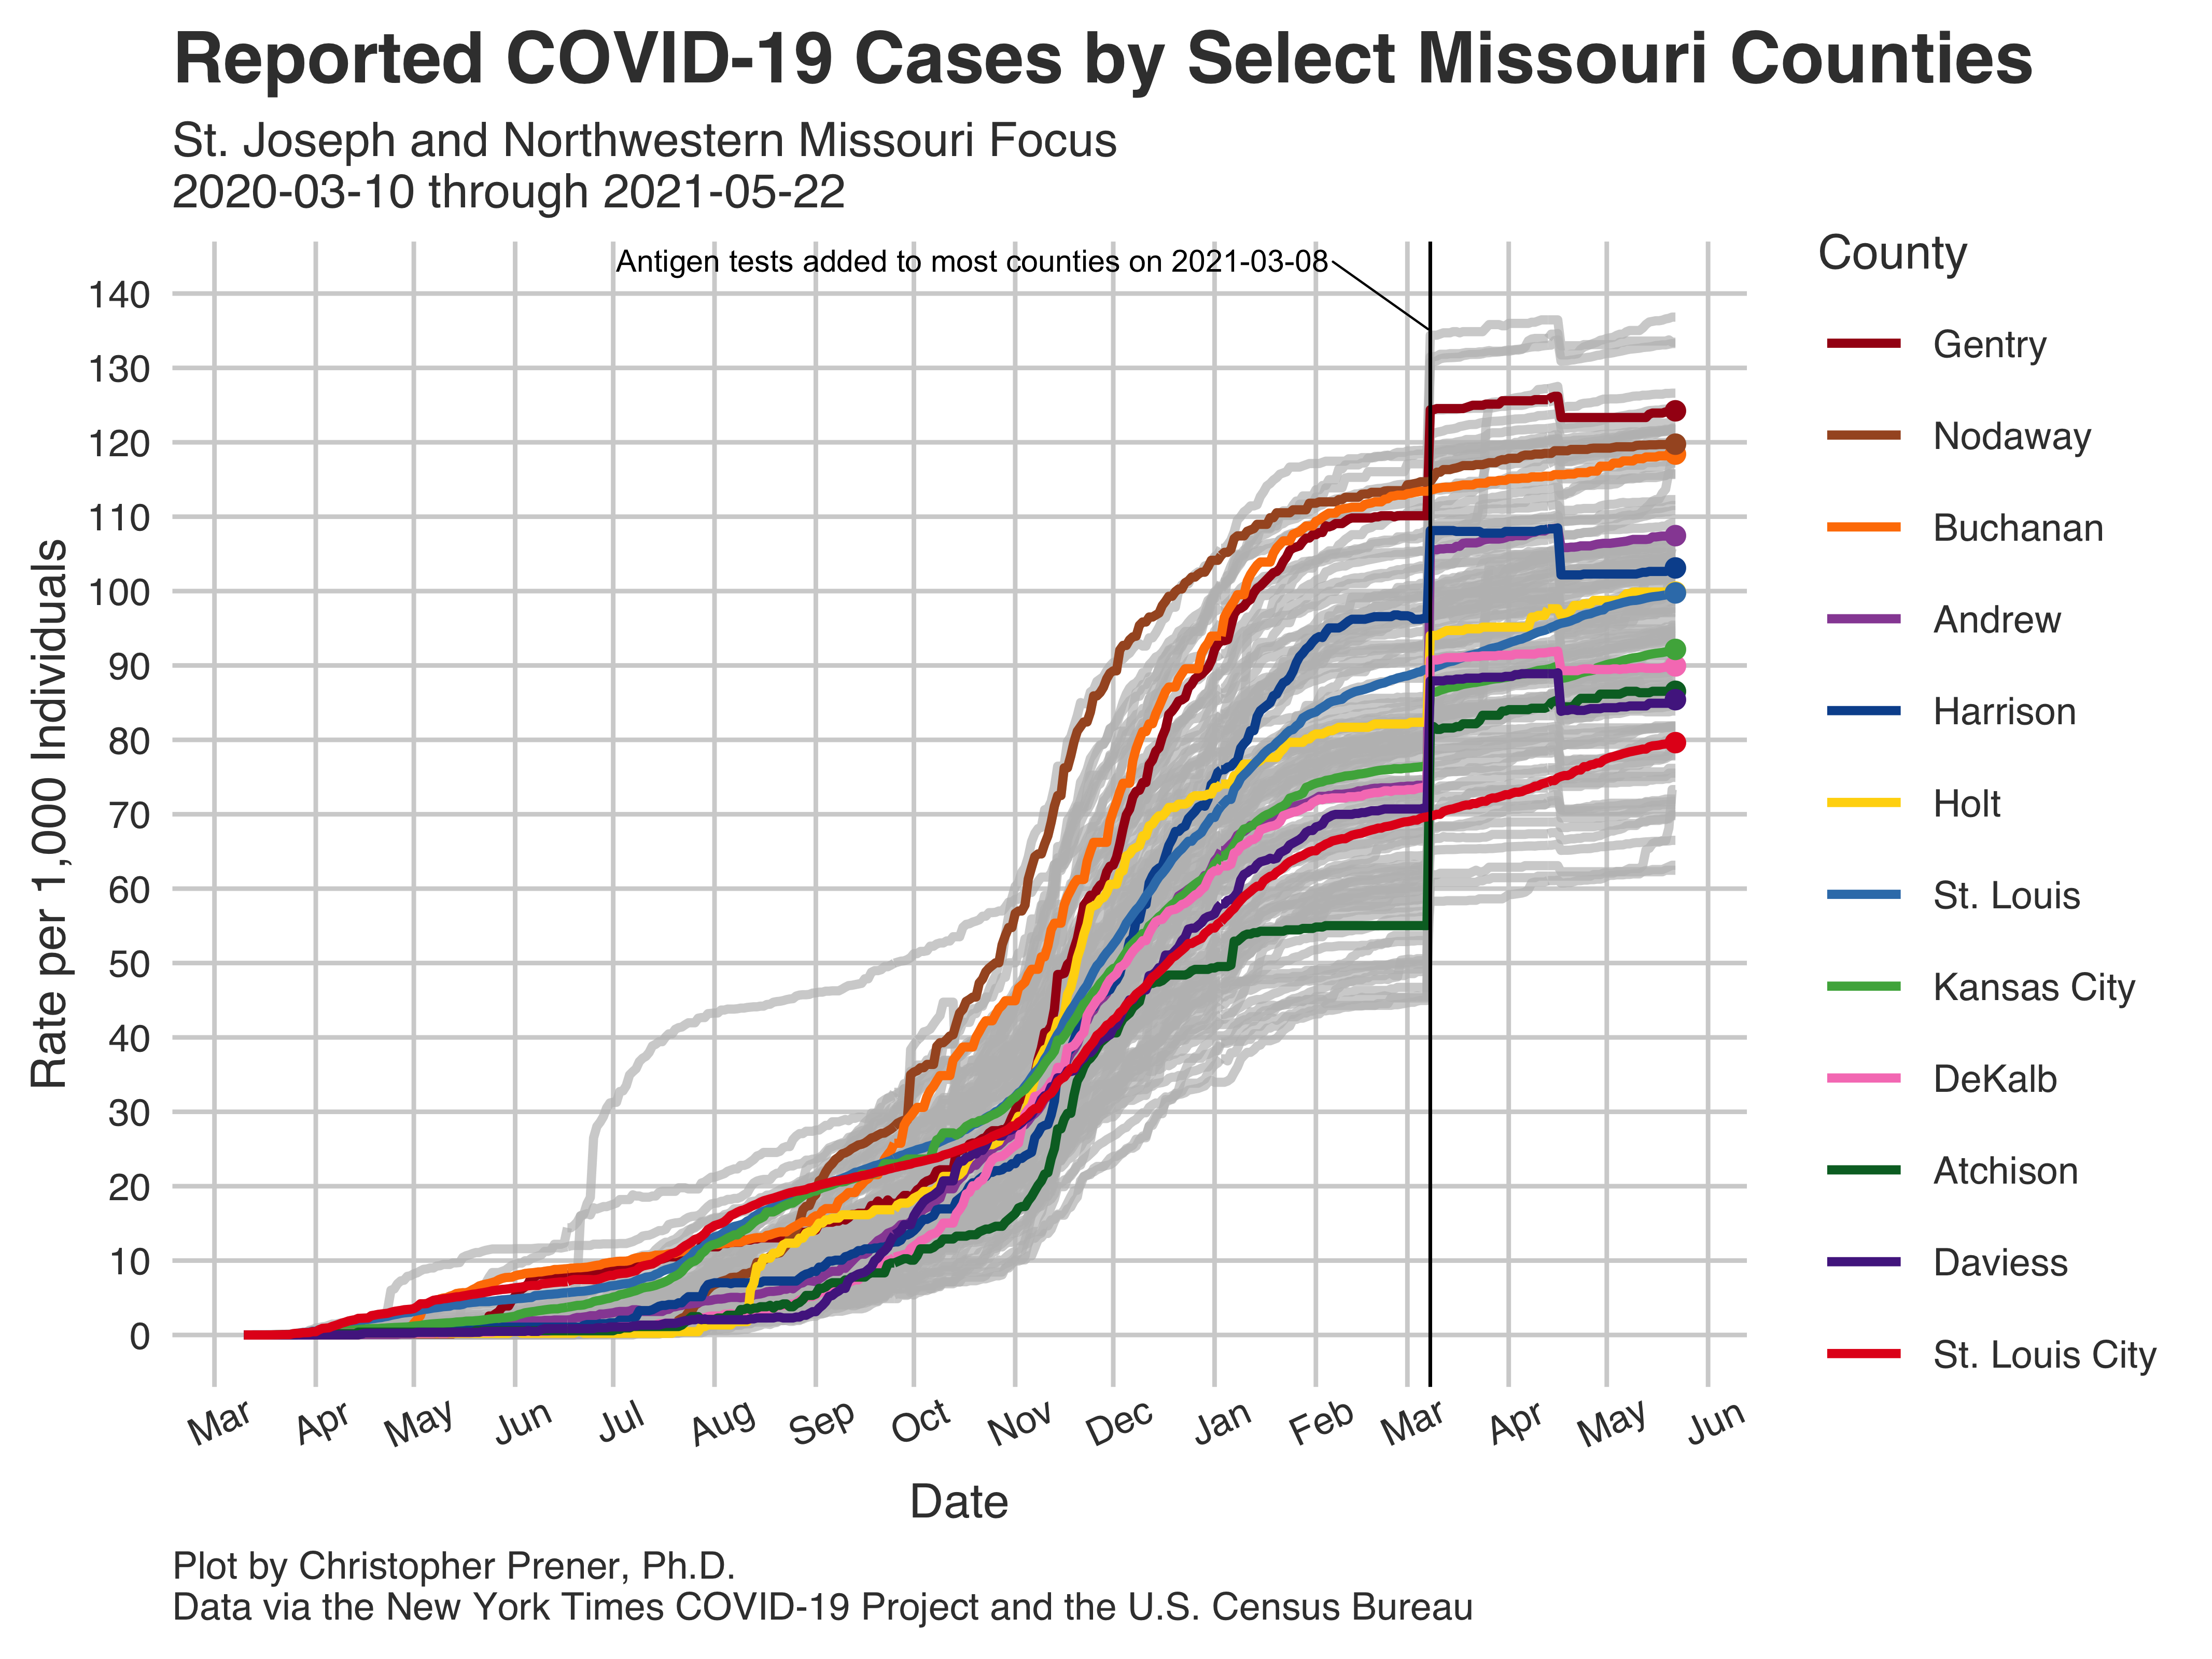 Reported COVID-19 Cases by Select Missouri Counties
St. Joseph and Northwestern Missouri Focus
2020-03-10 through 2021-05-22
Antigen tests added to most counties on 2021-03-08
Rate per 1,000 Individuals
140
130
120
110
100
90
80
70
60
50
40
30
20
10
0
Mar Apr May Jun Jul Aug Sep Oct Nov Dec Jan Feb Mar Apr May Jun
Date
County
Gentry
Nodaway
Buchanan
Andrew
Harrison
Holt
St. Louis
Kansas City
DeKalb
Atchison
Daviess
St. Louis City
Plot by Christopher Prener, Ph.D.
Data via the New York Times COVID-19 Project and the U.S. Census Bureau